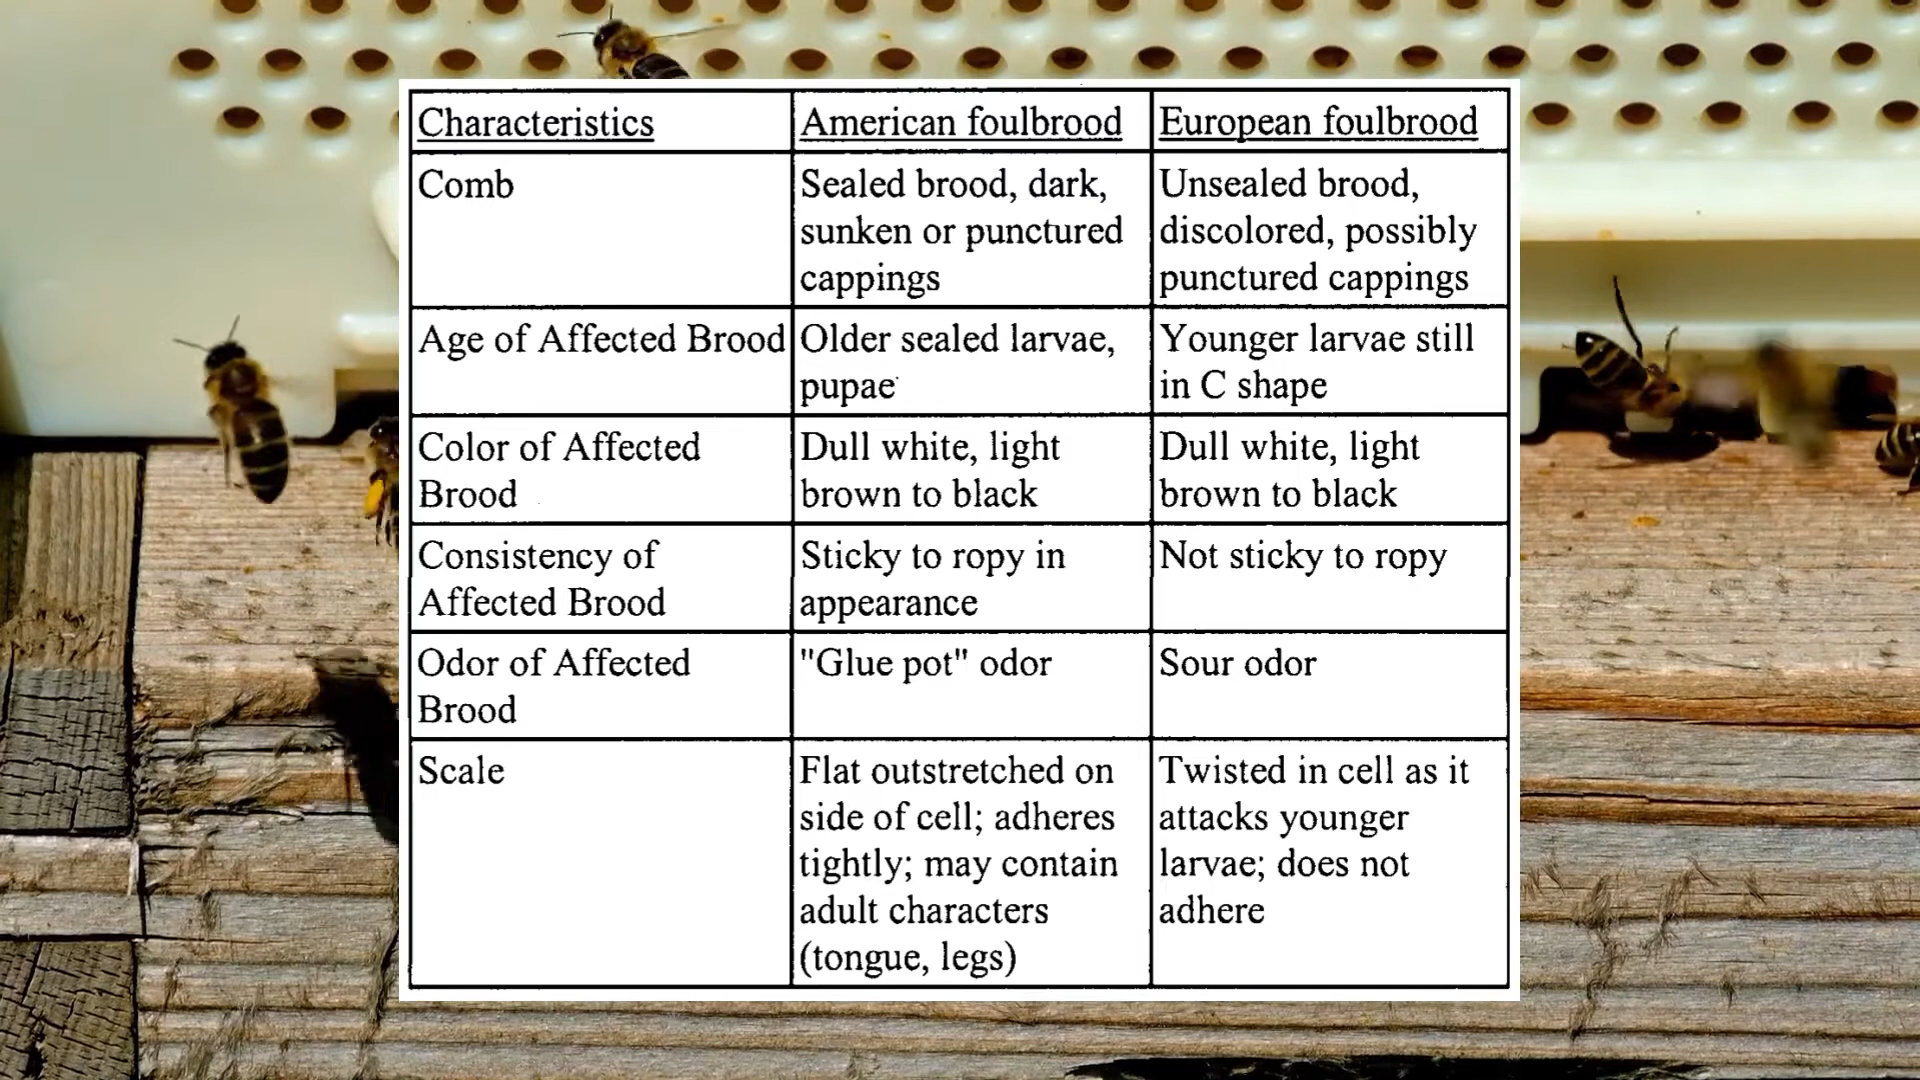 Characteristics
American foulbrood
European foulbrood
Comb
Sealed brood, dark,
sunken or punctured
cappings
Unsealed brood,
discolored, possibly
punctured cappings
Age of Affected Brood
Older sealed larvae,
pupae
Younger larvae still
in C shape
Color of Affected
Brood
Dull white, light
brown to black
Dull white, light
brown to black
Consistency of
Affected Brood
Sticky to ropy in
appearance
Not sticky to ropy
Odor of Affected
Brood
"Glue pot" odor
Sour odor
Scale
Flat outstretched on
side of cell; adheres
tightly; may contain
adult characters
(tongue, legs)
Twisted in cell as it
attacks younger
larvae; does not
adhere